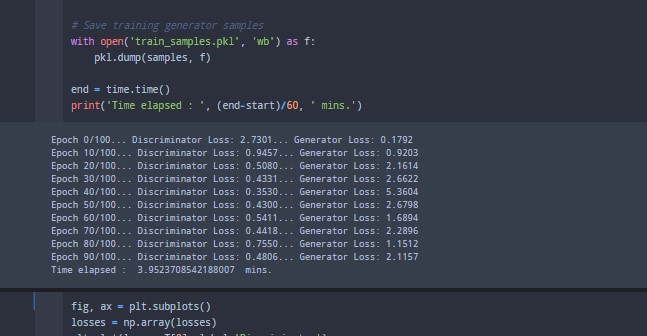 # Save training generator samples
with open('train_samples.pkl', 'wb') as f:
    pkl.dump(samples, f)
end = time.time()
print('Time elapsed : ', (end-start)/60, ' mins.')
Epoch 0/100... Discriminator Loss: 2.7301... Generator Loss: 0.1792
Epoch 10/100... Discriminator Loss: 0.9457... Generator Loss: 0.9203
Epoch 20/100... Discriminator Loss: 0.5080... Generator Loss: 2.1614
Epoch 30/100... Discriminator Loss: 0.4331... Generator Loss: 2.6622
Epoch 40/100... Discriminator Loss: 0.3530... Generator Loss: 5.3604
Epoch 50/100... Discriminator Loss: 0.4300... Generator Loss: 2.6798
Epoch 60/100... Discriminator Loss: 0.5411... Generator Loss: 1.6894
Epoch 70/100... Discriminator Loss: 0.4418... Generator Loss: 2.2896
Epoch 80/100... Discriminator Loss: 0.7550... Generator Loss: 1.1512
Epoch 90/100... Discriminator Loss: 0.4806... Generator Loss: 2.1157
Time elapsed :  3.9523708542188007  mins.
fig, ax = plt.subplots()
losses = np.array(losses)